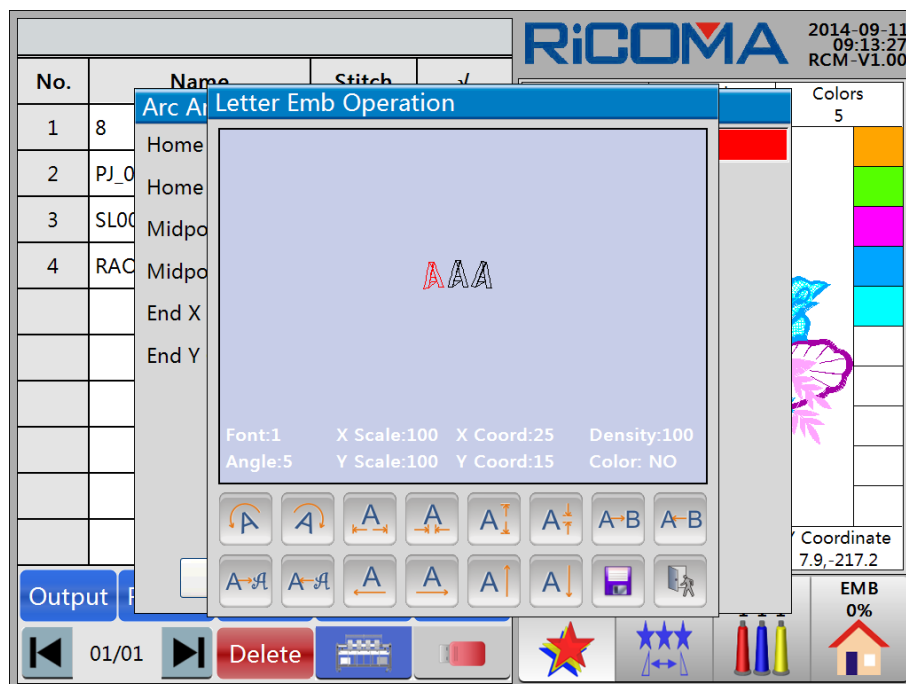 RiCOMA
2014-09-11
09:13:27
RCM-V1.00
No. Name Stitch √
1 8
2 PJ_0
3 SL00
4
Colors
5
Arc
Letter Emb Operation
Home
Home
Midpo
Midpo
End X
End Y
AAA
Font:1 X Scale:100 X Coord:25 Density:100
Angle:5 Y Scale:100 Y Coord:15 Color: NO
A A A A A A A→B A←B
A→A A←A A A A A
Coordinate
7.9,-217.2
Output
EMB
0%
01/01 Delete